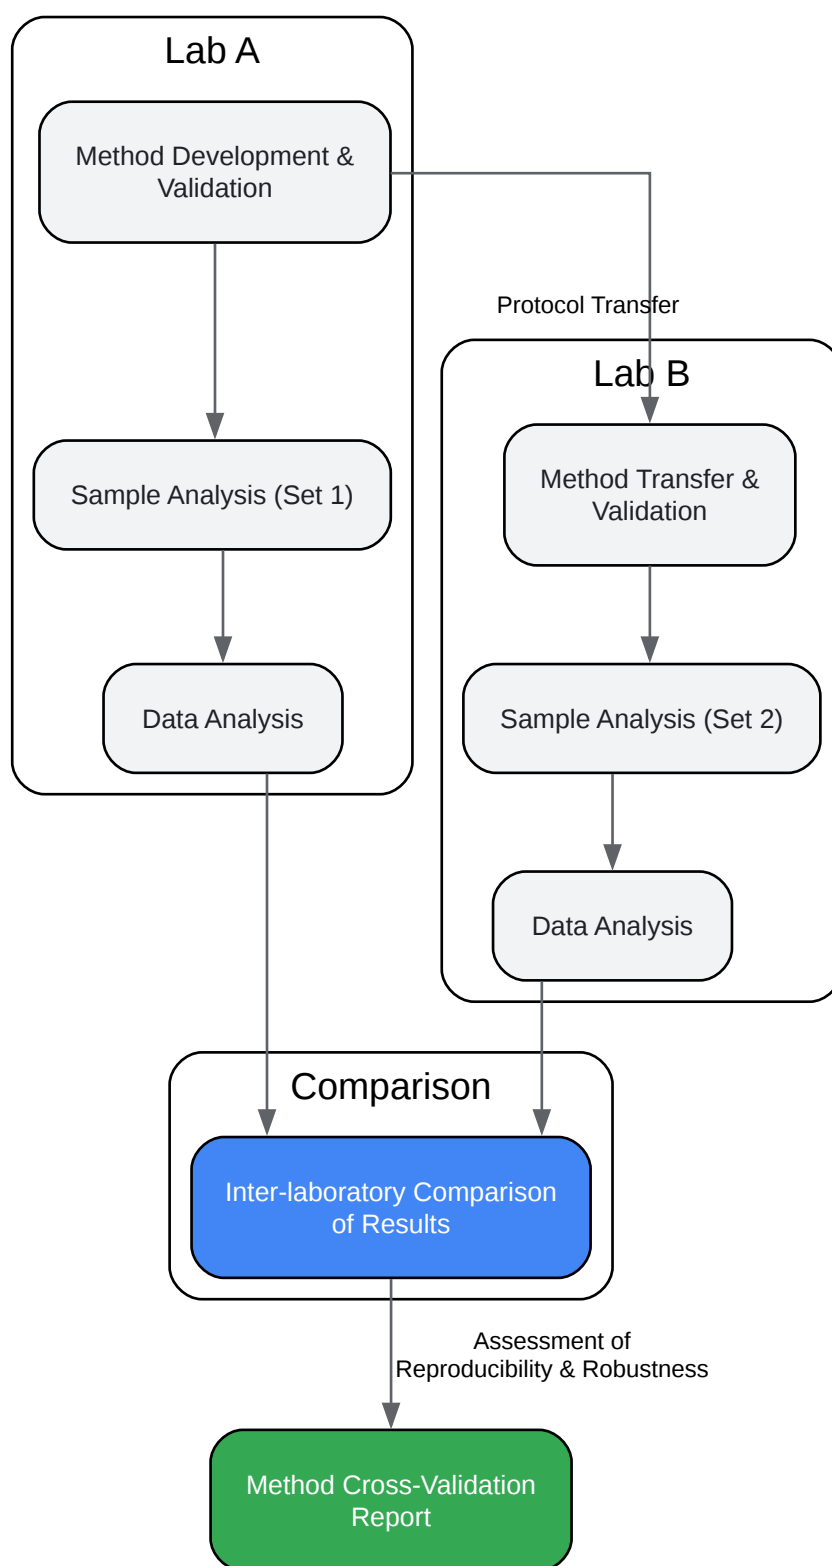 Lab A
Method Development &
Validation
Protocol Transfer
Lab B
Sample Analysis (Set 1)
Method Transfer &
Validation
Data Analysis
Sample Analysis (Set 2)
Data Analysis
Comparison
Inter-laboratory Comparison
of Results
Assessment of
Reproducibility & Robustness
Method Cross-Validation
Report